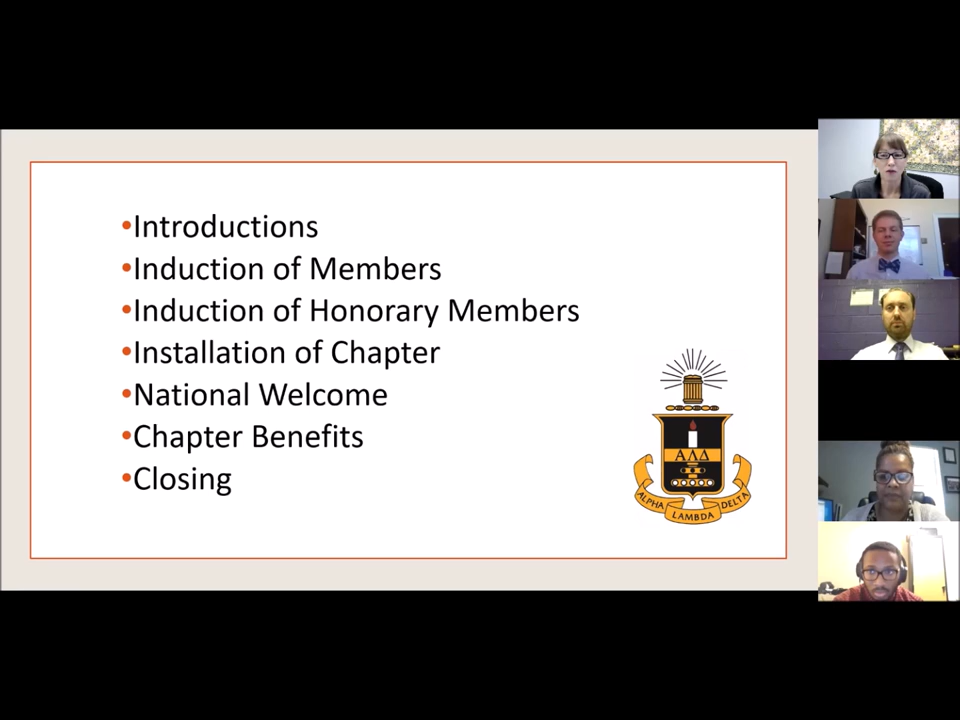 •Introductions
•Induction of Members
•Induction of Honorary Members
•Installation of Chapter
•National Welcome
•Chapter Benefits
•Closing
ΑΛΔ
ALPHA LAMBDA DELTA